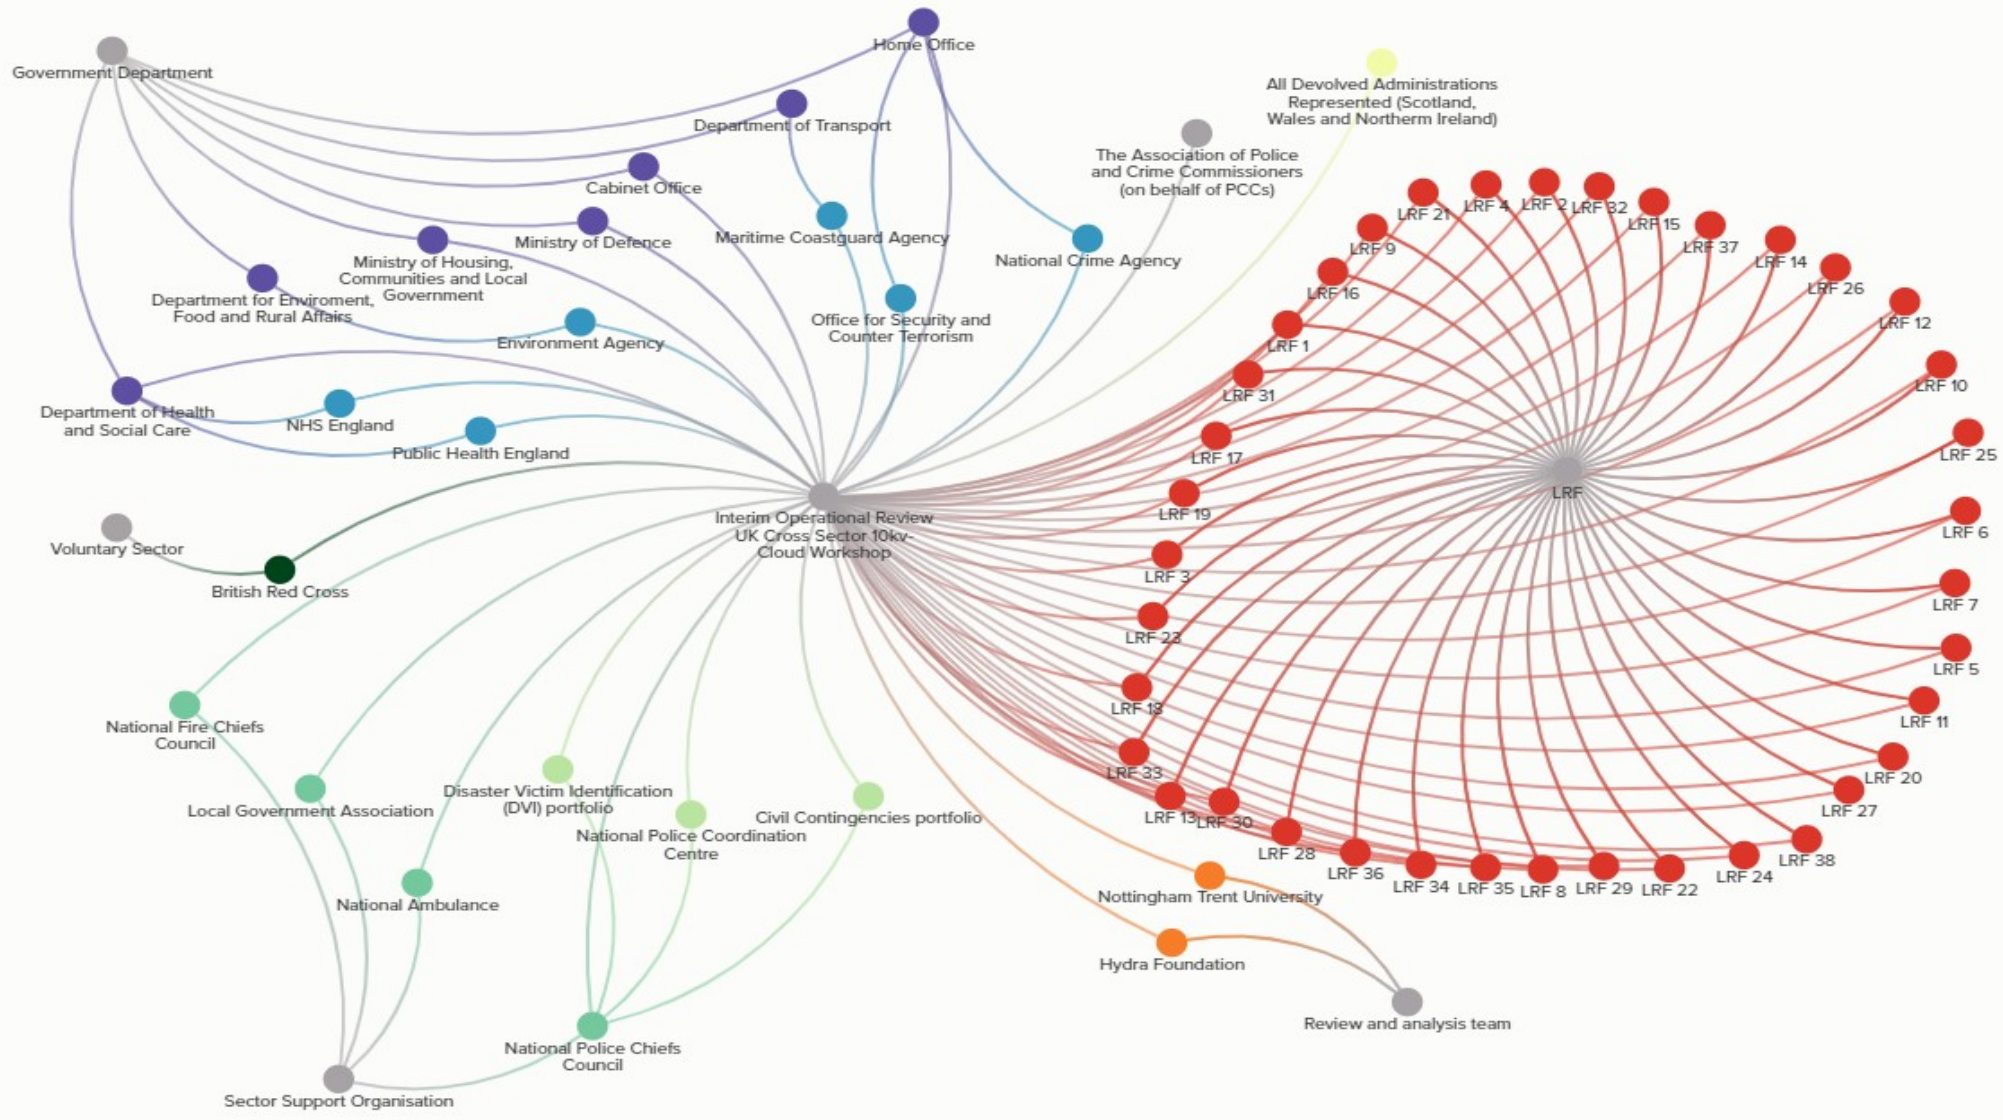 Home Office
Government Department
All Devolved Administrations
Represented (Scotland,
Wales and Northern Ireland)
Department of Transport
The Association of Police
and Crime Commissioners
(on behalf of PCCs)
Cabinet Office
Ministry of Defence
Maritime Coastguard Agency
National Crime Agency
Ministry of Housing,
Communities and Local
Government
Department for Enviroment,
Food and Rural Affairs
Office for Security and
Counter Terrorism
Environment Agency
Department of Health
and Social Care
NHS England
Public Health England
Interim Operational Review
UK Cross Sector 10kv-
Cloud Workshop
Voluntary Sector
British Red Cross
National Fire Chiefs
Council
Local Government Association
Disaster Victim Identification
(DVI) portfolio
National Police Coordination
Centre
Civil Contingencies portfolio
National Ambulance
Nottingham Trent University
Hydra Foundation
Review and analysis team
National Police Chiefs
Council
Sector Support Organisation
LRF 21
LRF 4
LRF 2
LRF 32
LRF 15
LRF 37
LRF 14
LRF 26
LRF 12
LRF 10
LRF 25
LRF 6
LRF 7
LRF 5
LRF 11
LRF 20
LRF 27
LRF 38
LRF 24
LRF 22
LRF 29
LRF 8
LRF 35
LRF 34
LRF 36
LRF 28
LRF 30
LRF 13
LRF 33
LRF 18
LRF 23
LRF 3
LRF 19
LRF 17
LRF 31
LRF 1
LRF 16
LRF 9
LRF